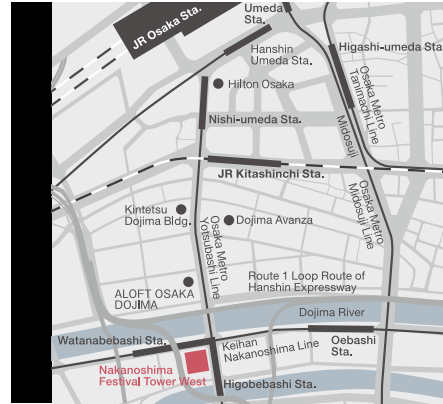 Umeda
Sta.
JR Osaka Sta.
Hanshin
Umeda Sta.
Higashi-umeda Sta.
Hilton Osaka
Osaka Metro
Tanimachi Line
Nishi-umeda Sta.
Midosuji
JR Kitashinchi Sta.
Osaka Metro
Midosuji Line
Kintetsu
Dojima Bldg.
Dojima Avanza
Osaka Metro
Yotsubashi Line
ALOFT OSAKA
DOJIMA
Route 1 Loop Route of
Hanshin Expressway
Dojima River
Watanabebashi Sta.
Keihan
Nakanoshima Line
Oebashi
Sta.
Nakanoshima
Festival Tower West
Higobebashi Sta.